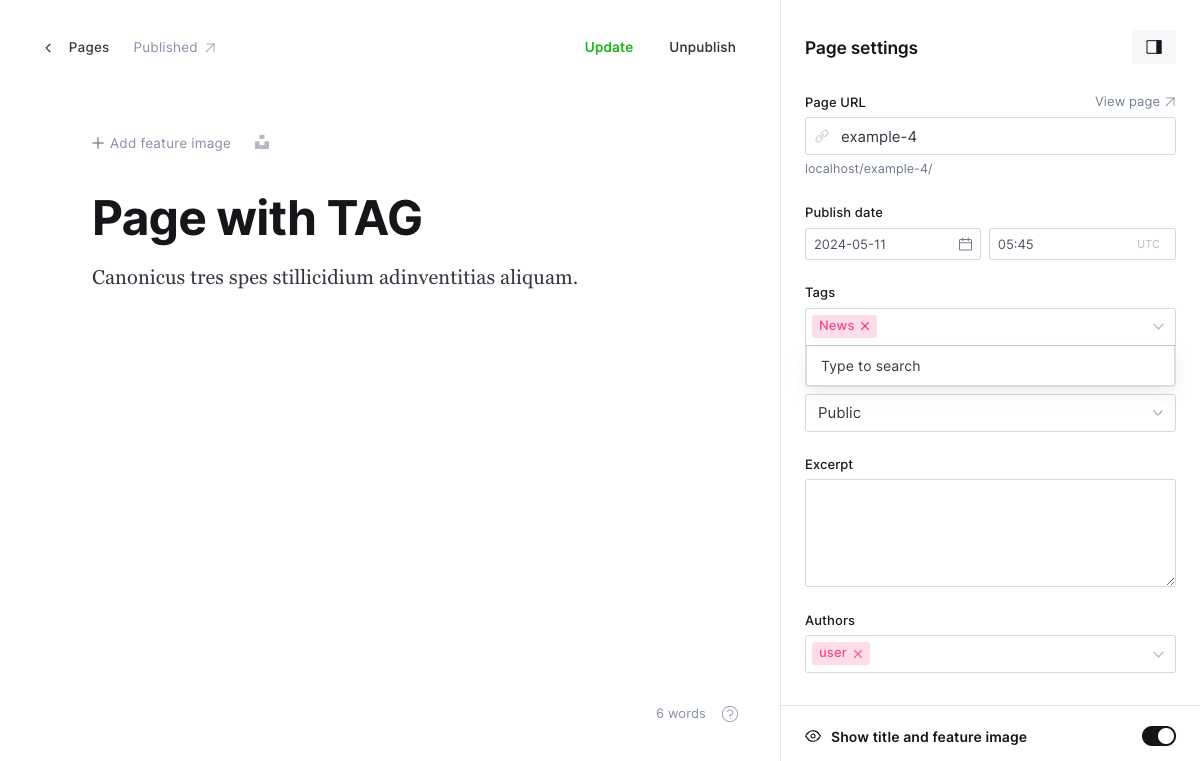 Pages Published Update Unpublish
Add feature image
Page with TAG
Canonicus tres spes stillicidium adinventitias aliquam.
6 words
Page settings
Page URL View page
example-4
localhost/example-4/
Publish date
2024-05-11 05:45 UTC
Tags
News
Type to search
Public
Excerpt
Authors
user
Show title and feature image